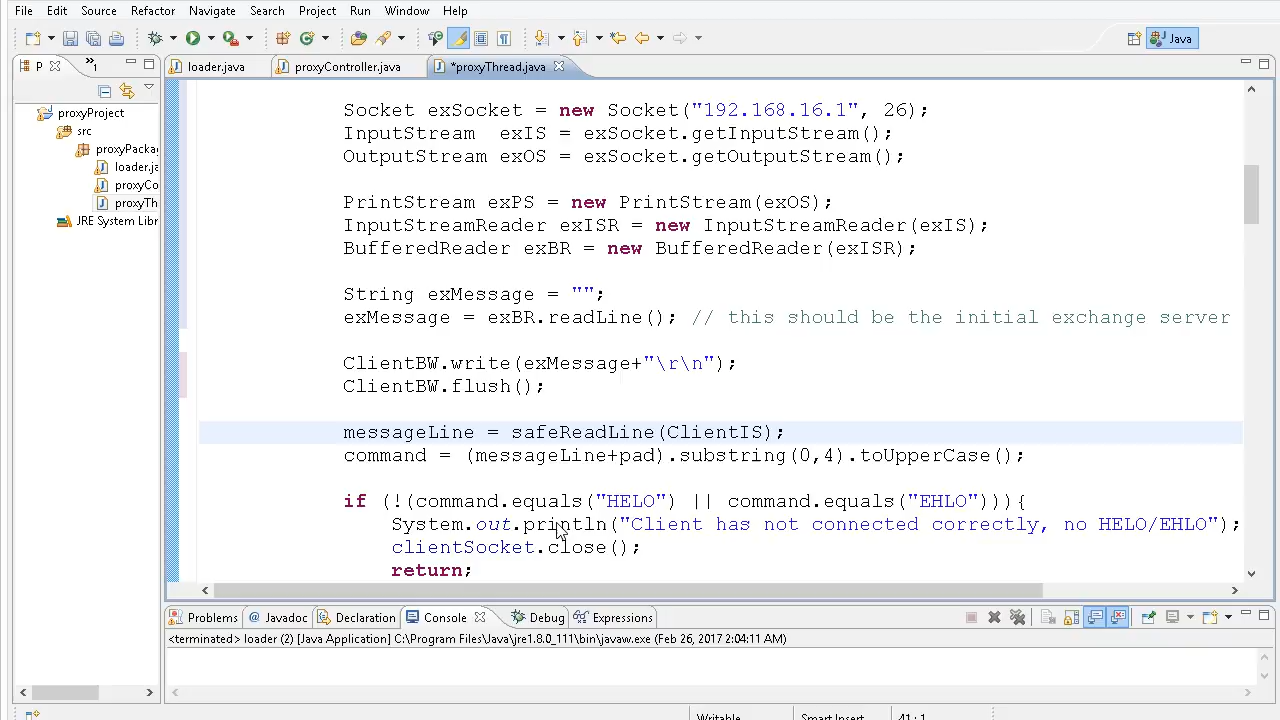 File Edit Source Refactor Navigate Search Project Run Window Help
Java
P
»1
loader.java
proxyController.java
*proxyThread.java
proxyProject
src
proxyPacka
loader.ja
proxyCo
proxyTh
JRE System Libr
Socket exSocket = new Socket("192.168.16.1", 26);
InputStream exIS = exSocket.getInputStream();
OutputStream exOS = exSocket.getOutputStream();
PrintStream exPS = new PrintStream(exOS);
InputStreamReader exISR = new InputStreamReader(exIS);
BufferedReader exBR = new BufferedReader(exISR);
String exMessage = "";
exMessage = exBR.readLine(); // this should be the initial exchange server
ClientBW.write(exMessage+"\r\n");
ClientBW.flush();
messageLine = safeReadLine(ClientIS);
command = (messageLine+pad).substring(0,4).toUpperCase();
if (!(command.equals("HELO") || command.equals("EHLO"))){
System.out.println("Client has not connected correctly, no HELO/EHLO");
clientSocket.close();
return;
Problems @ Javadoc Declaration Console Debug Expressions
<terminated> loader (2) [Java Application] C:\Program Files\Java\jre1.8.0_111\bin\javaw.exe (Feb 26, 2017 2:04:11 AM)
Writable Smart Insert 41 : 1